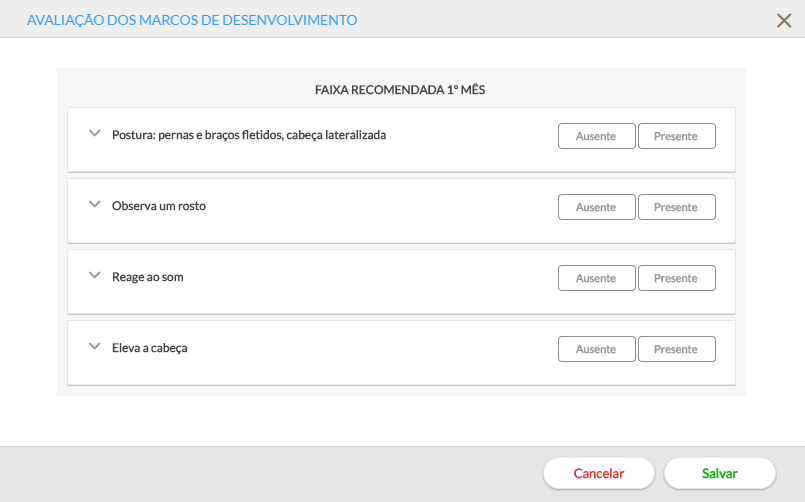 AVALIAÇÃO DOS MARCOS DE DESENVOLVIMENTO
FAIXA RECOMENDADA 1º MÊS
Postura: pernas e braços fletidos, cabeça lateralizada
Ausente Presente
Observa um rosto
Ausente Presente
Reage ao som
Ausente Presente
Eleva a cabeça
Ausente Presente
Cancelar Salvar